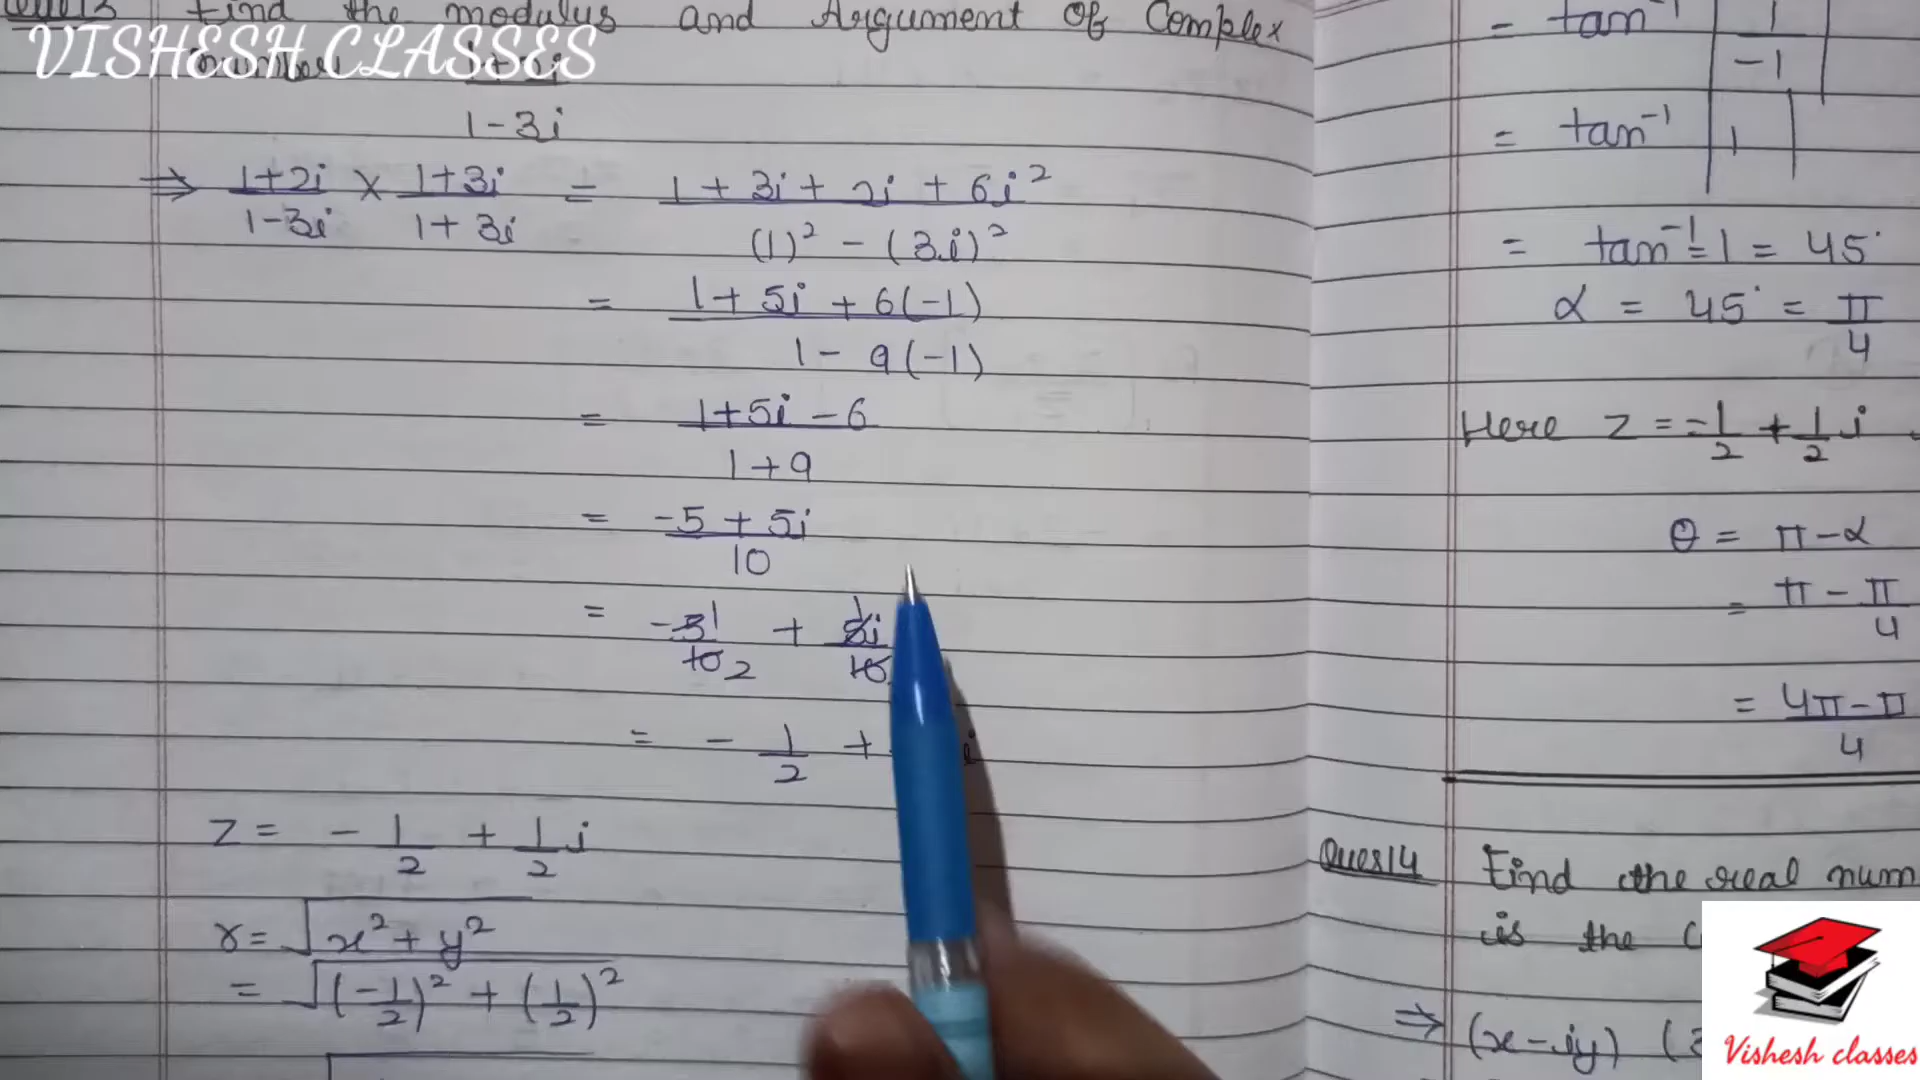 Find the modulus and Argument Of Complex
VISHESH CLASSES
1-3i
⇒ 1+2i/1-3i × 1+3i/1+3i = 1+3i+2i+6i²/(1)²-(3i)²
= 1+5i+6(-1)/1-9(-1)
= 1+5i-6/1+9
= -5+5i/10
= - 1/10 2 + 1i/10
= - 1/2 + i
z = - 1/2 + 1/2 i
r = √x²+y²
= √(-1/2)²+(1/2)²
= tan⁻¹ | 1/-1 |
= tan⁻¹ | 1 |
= tan⁻¹ = 1 = 45°
α = 45° = π/4
Here z = -1/2 + 1/2 i
θ = π-α
= π - π/4
= 4π-π/4
Ques14 Find the real num
is the C
⇒ (x-iy) (3
Vishesh classes